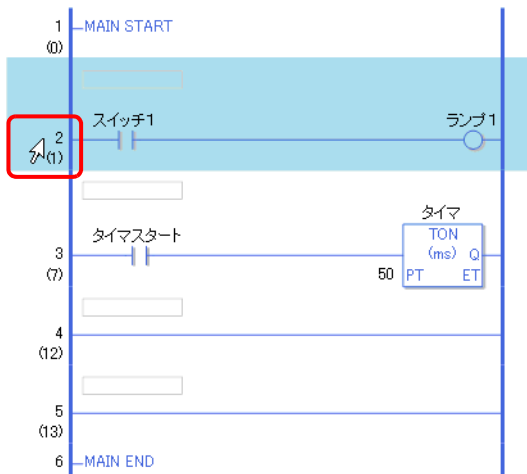 1 MAIN START
(0)
スイッチ1 ランプ1
2
(1)
タイマ
タイマスタート TON
3 (ms) Q
(7) 50 PT ET
4
(12)
5
(13)
6 MAIN END